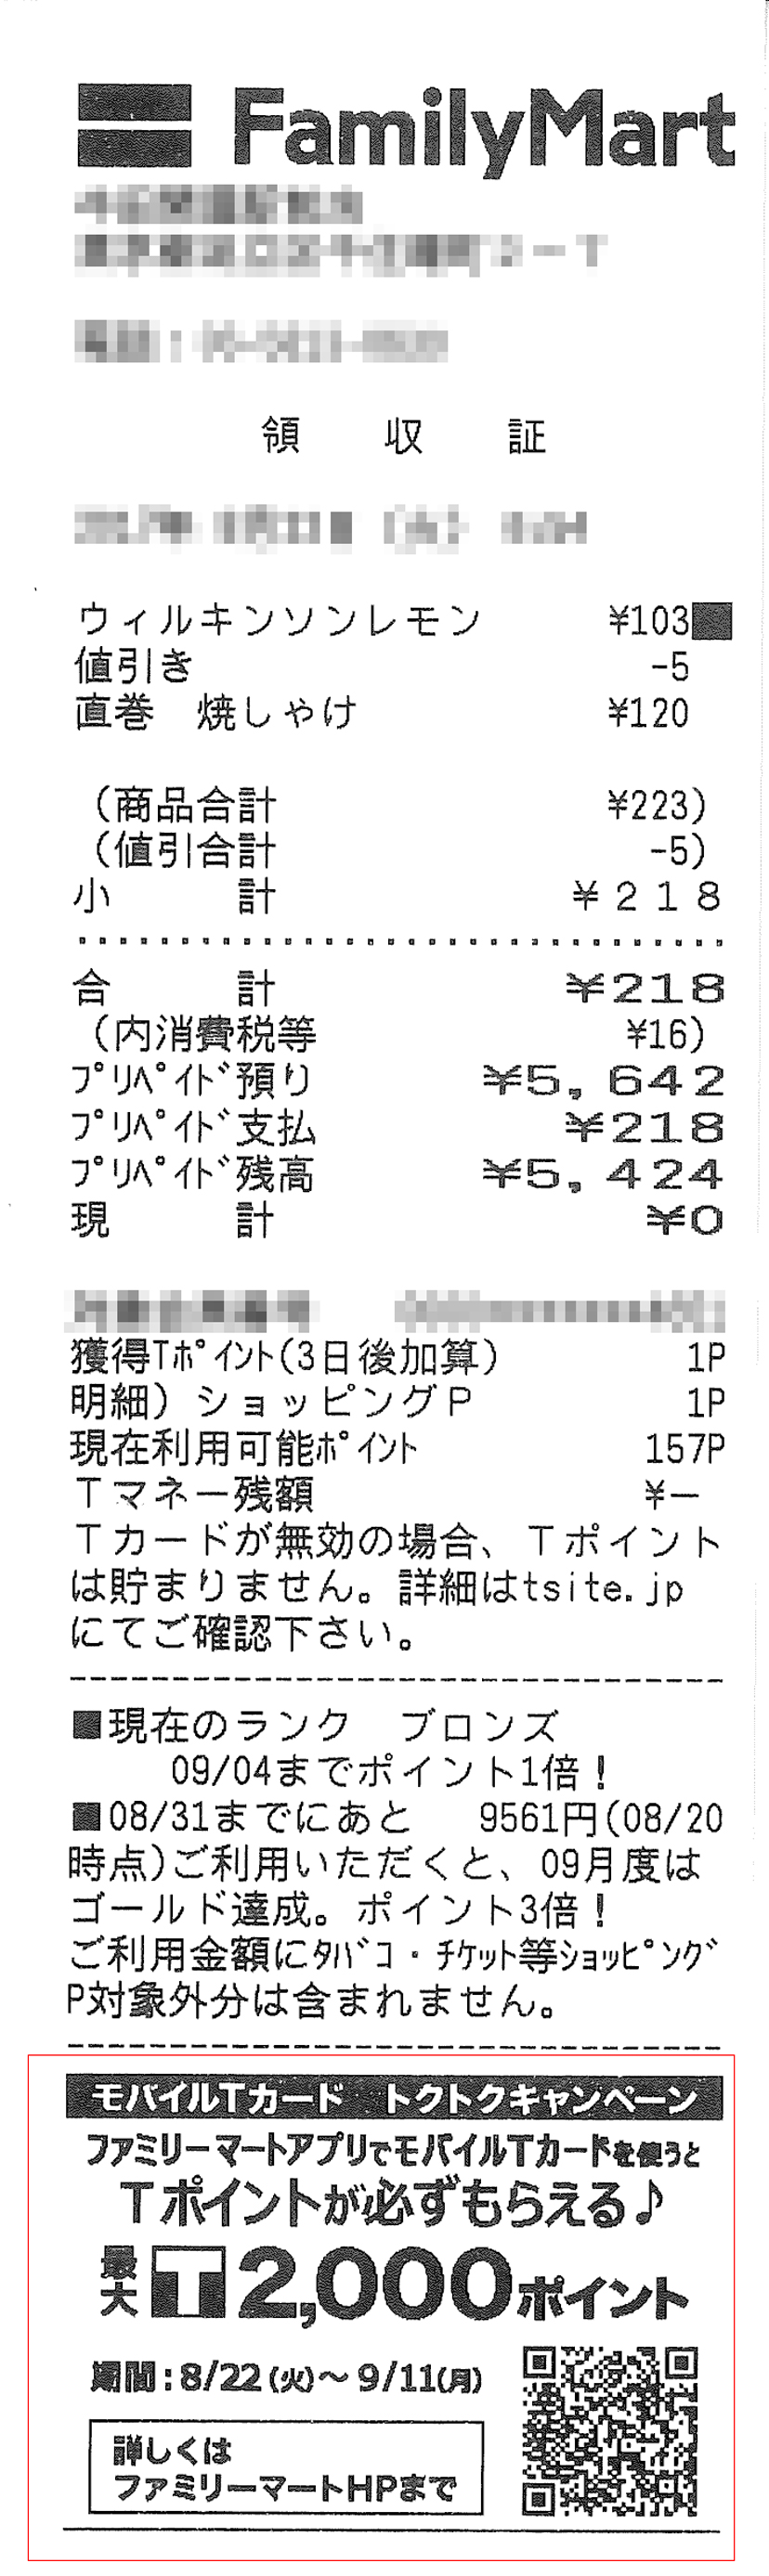 FamilyMart
領 収 証
ウィルキンソンレモン ¥103■
値引き -5
直巻 焼しゃけ ¥120
(商品合計 ¥223)
(値引合計 -5)
小 計 ¥218
合 計 ¥218
(内消費税等 ¥16)
ﾌﾟﾘﾍﾟｲﾄﾞ預り ¥5,642
ﾌﾟﾘﾍﾟｲﾄﾞ支払 ¥218
ﾌﾟﾘﾍﾟｲﾄﾞ残高 ¥5,424
現 計 ¥0
獲得Tﾎﾟｲﾝﾄ(3日後加算) 1P
明細)ショッピングP 1P
現在利用可能ﾎﾟｲﾝﾄ 157P
Tマネー残額 ¥−
Tカードが無効の場合、Tポイント
は貯まりません。詳細はtsite.jp
にてご確認下さい。
■現在のランク ブロンズ
09/04までポイント1倍!
■08/31までにあと 9561円(08/20
時点)ご利用いただくと、09月度は
ゴールド達成。ポイント3倍!
ご利用金額にﾀﾊﾞｺ・ﾁｹｯﾄ等ｼｮｯﾋﾟﾝｸﾞ
P対象外分は含まれません。
モバイルTカード トクトクキャンペーン
ファミリーマートアプリでモバイルTカードを使うと
Tポイントが必ずもらえる♪
最大 T2,000ポイント
期間:8/22(火)〜9/11(月)
詳しくは
ファミリーマートHPまで